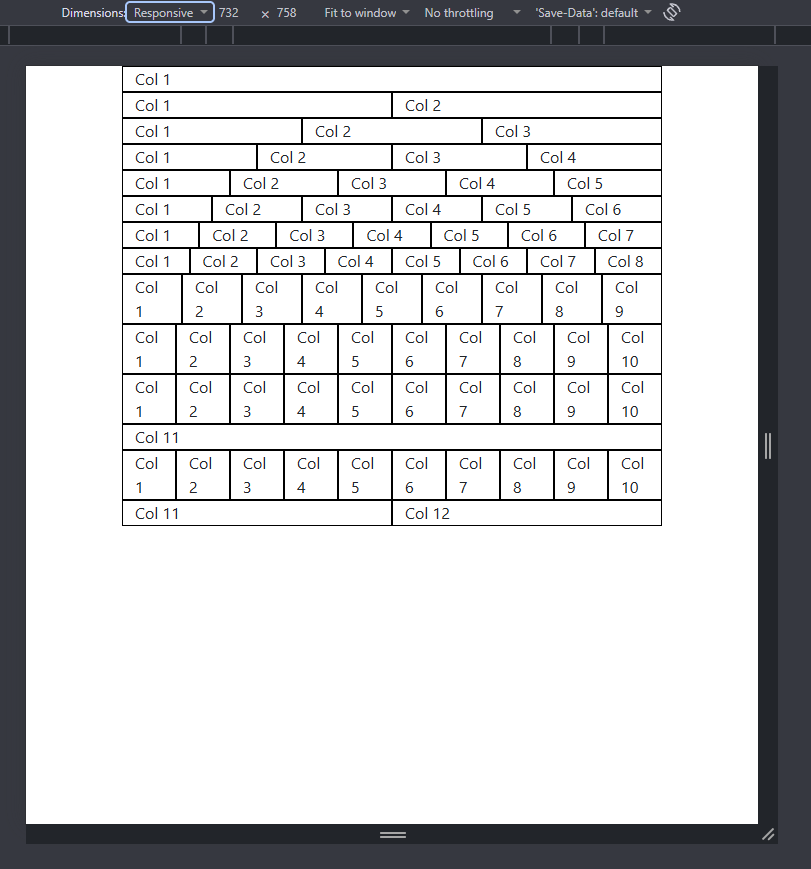 Dimensions: Responsive 732 × 758 Fit to window No throttling 'Save-Data': default
Col 1
Col 1 Col 2
Col 1 Col 2 Col 3
Col 1 Col 2 Col 3 Col 4
Col 1 Col 2 Col 3 Col 4 Col 5
Col 1 Col 2 Col 3 Col 4 Col 5 Col 6
Col 1 Col 2 Col 3 Col 4 Col 5 Col 6 Col 7
Col 1 Col 2 Col 3 Col 4 Col 5 Col 6 Col 7 Col 8
Col Col Col Col Col Col Col Col Col
1 2 3 4 5 6 7 8 9
Col Col Col Col Col Col Col Col Col Col
1 2 3 4 5 6 7 8 9 10
Col Col Col Col Col Col Col Col Col Col
1 2 3 4 5 6 7 8 9 10
Col 11
Col Col Col Col Col Col Col Col Col Col
1 2 3 4 5 6 7 8 9 10
Col 11 Col 12